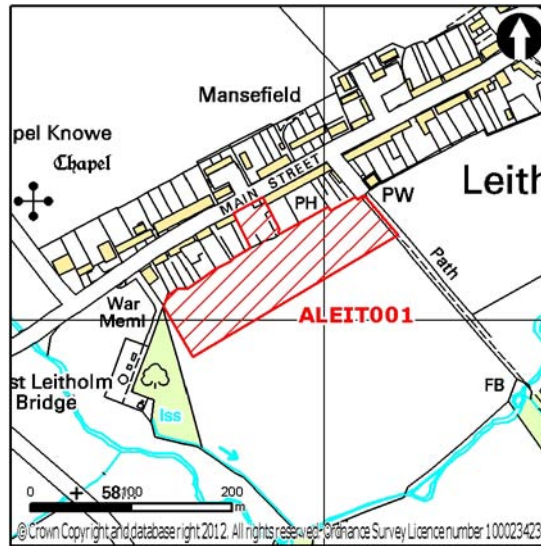 Mansefield
pel Knowe
Chapel
MAIN STREET
PH
PW
Leith
Path
War
Meml
ALEIT001
st Leitholm
Bridge
Iss
FB
0 100 200
m
© Crown Copyright and database right 2012. All rights reserved. Ordnance Survey Licence number 100023423